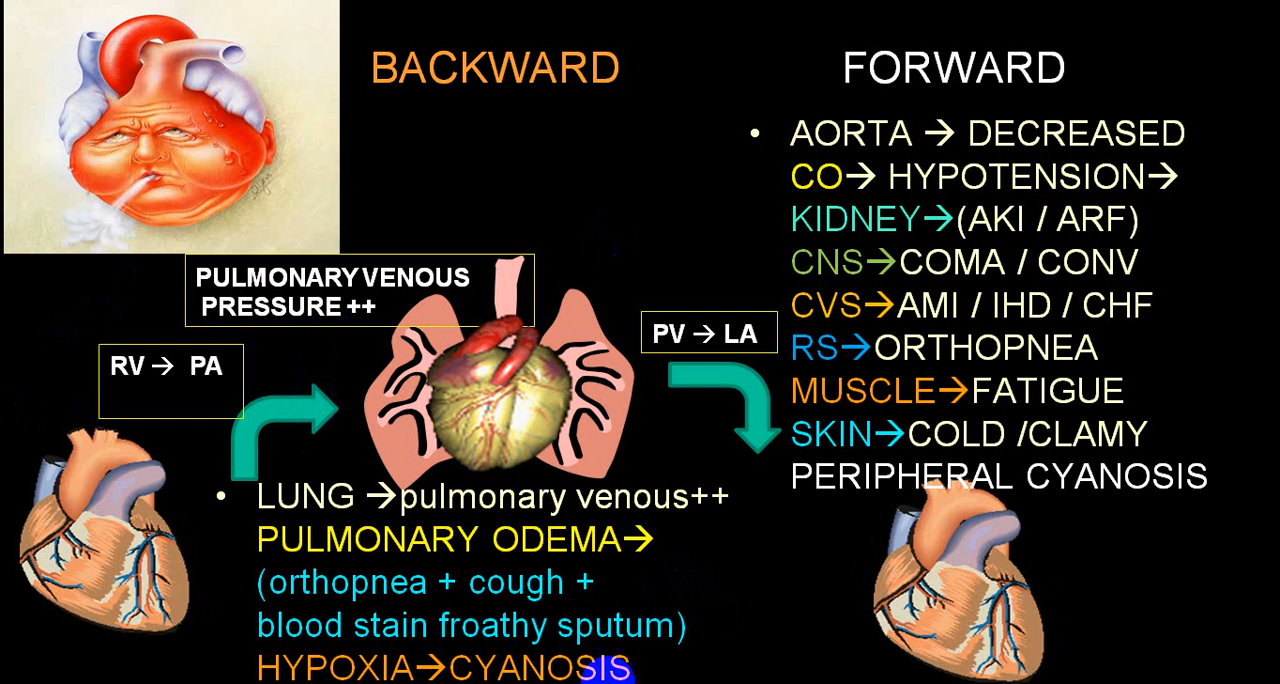 BACKWARD
FORWARD
PULMONARY VENOUS
PRESSURE ++
RV → PA
PV → LA
• LUNG →pulmonary venous++
PULMONARY ODEMA→
(orthopnea + cough +
blood stain froathy sputum)
HYPOXIA→CYANOSIS
• AORTA → DECREASED
CO→ HYPOTENSION→
KIDNEY→(AKI / ARF)
CNS→COMA / CONV
CVS→AMI / IHD / CHF
RS→ORTHOPNEA
MUSCLE→FATIGUE
SKIN→COLD /CLAMY
PERIPHERAL CYANOSIS